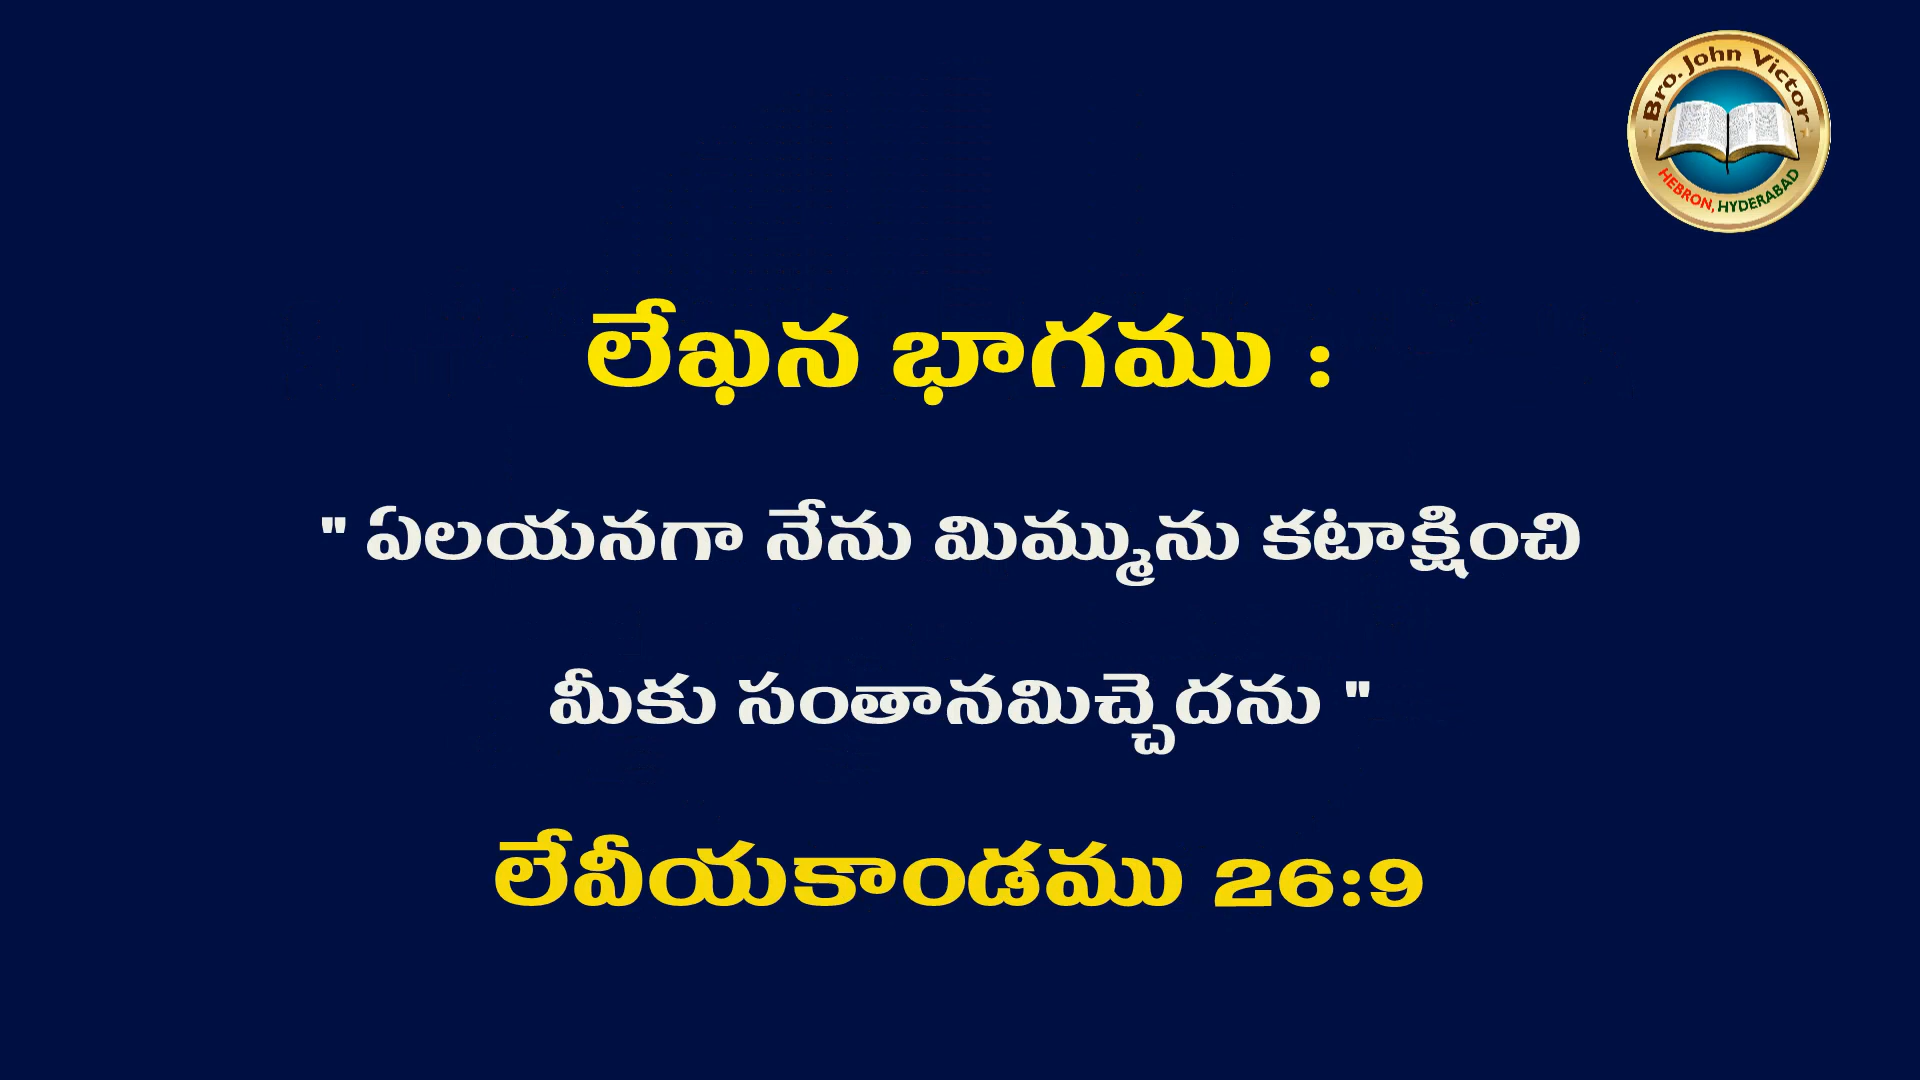 Bro. John Victor
HEBRON, HYDERABAD
లేఖన భాగము :
" ఏలయనగా నేను మిమ్మును కటాక్షించి
మీకు సంతానమిచ్చెదను "
లేవీయకాండము 26:9